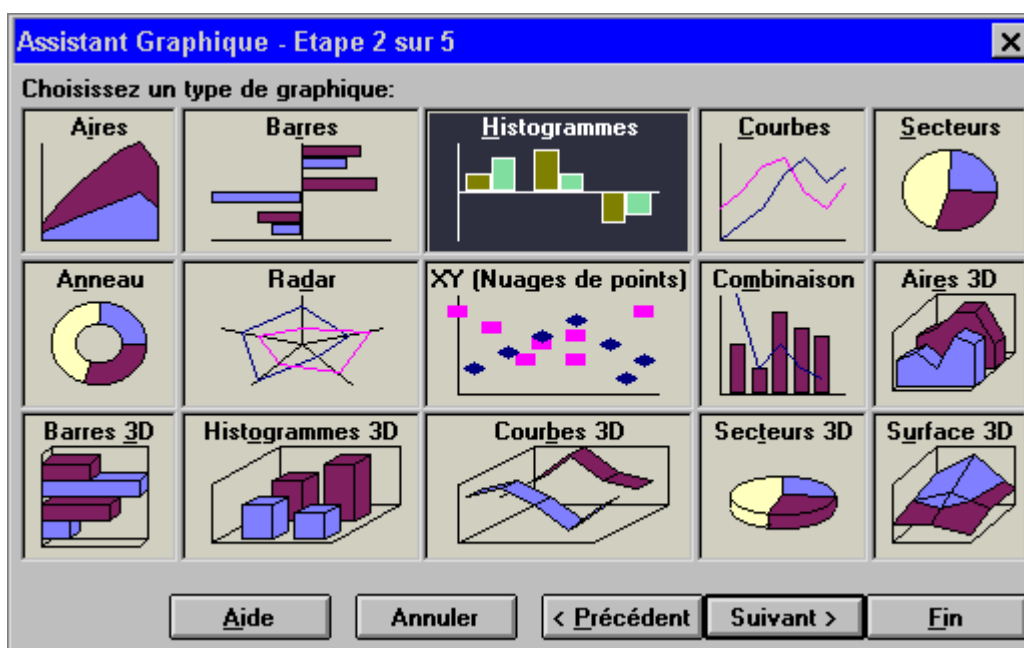 Assistant Graphique - Etape 2 sur 5
Choisissez un type de graphique:
Aires
Barres
Histogrammes
Courbes
Secteurs
Anneau
Radar
XY (Nuages de points)
Combinaison
Aires 3D
Barres 3D
Histogrammes 3D
Courbes 3D
Secteurs 3D
Surface 3D
Aide
Annuler
< Précédent
Suivant >
Fin